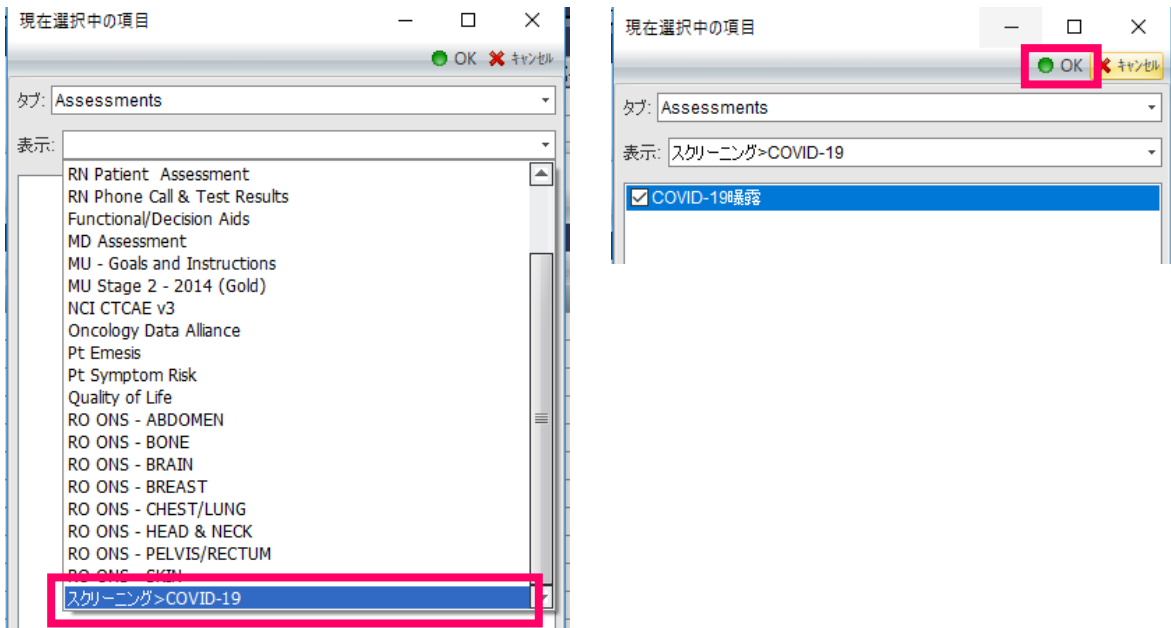 現在選択中の項目
OK キャンセル
タブ: Assessments
表示:
RN Patient Assessment
RN Phone Call & Test Results
Functional/Decision Aids
MD Assessment
MU - Goals and Instructions
MU Stage 2 - 2014 (Gold)
NCI CTCAE v3
Oncology Data Alliance
Pt Emesis
Pt Symptom Risk
Quality of Life
RO ONS - ABDOMEN
RO ONS - BONE
RO ONS - BRAIN
RO ONS - BREAST
RO ONS - CHEST/LUNG
RO ONS - HEAD & NECK
RO ONS - PELVIS/RECTUM
RO ONS - SKIN
スクリーニング>COVID-19
現在選択中の項目
OK キャンセル
タブ: Assessments
表示: スクリーニング>COVID-19
COVID-19曝露